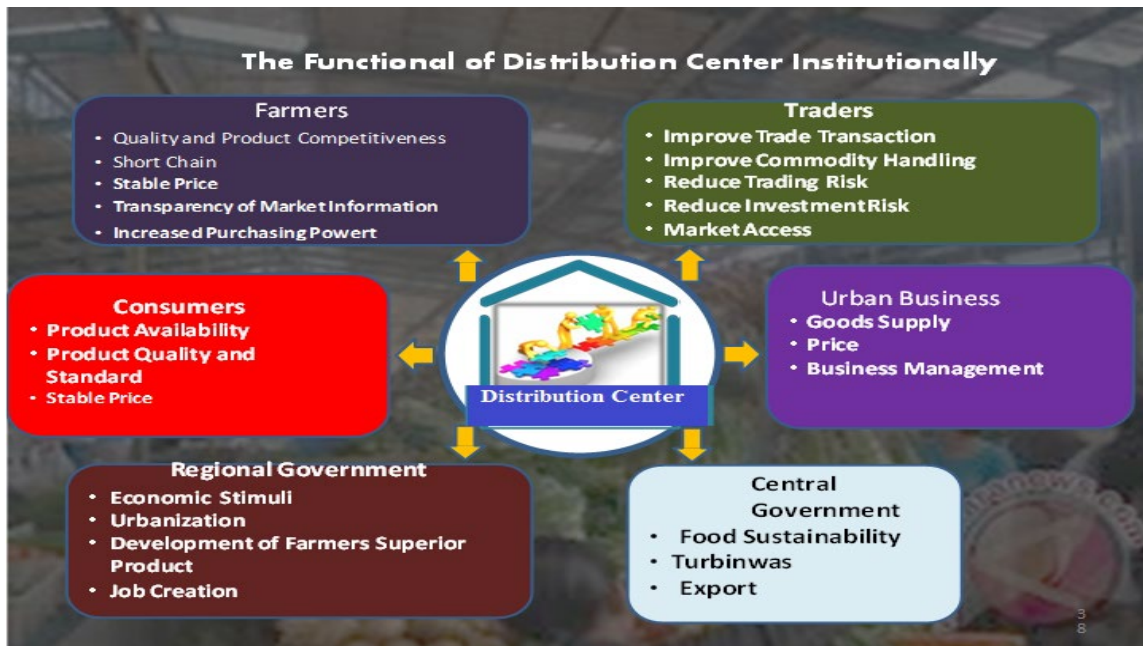 The Functional of Distribution Center Institutionally
Farmers
• Quality and Product Competitiveness
• Short Chain
• Stable Price
• Transparency of Market Information
• Increased Purchasing Powert
Traders
• Improve Trade Transaction
• Improve Commodity Handling
• Reduce Trading Risk
• Reduce Investment Risk
• Market Access
Consumers
• Product Availability
• Product Quality and
Standard
• Stable Price
Distribution Center
Urban Business
• Goods Supply
• Price
• Business Management
Regional Government
• Economic Stimuli
• Urbanization
• Development of Farmers Superior
Product
• Job Creation
Central
Government
• Food Sustainability
• Turbinwas
• Export
3
8